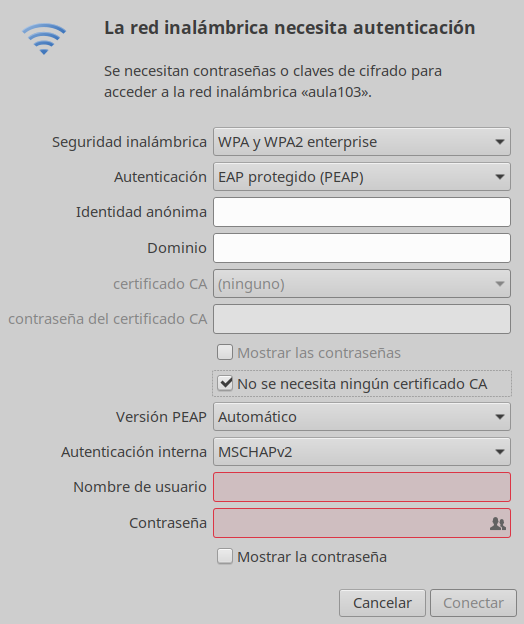 La red inalámbrica necesita autenticación
Se necesitan contraseñas o claves de cifrado para
acceder a la red inalámbrica «aula103».
Seguridad inalámbrica WPA y WPA2 enterprise
Autenticación EAP protegido (PEAP)
Identidad anónima
Dominio
certificado CA (ninguno)
contraseña del certificado CA
Mostrar las contraseñas
No se necesita ningún certificado CA
Versión PEAP Automático
Autenticación interna MSCHAPv2
Nombre de usuario
Contraseña
Mostrar la contraseña
Cancelar Conectar